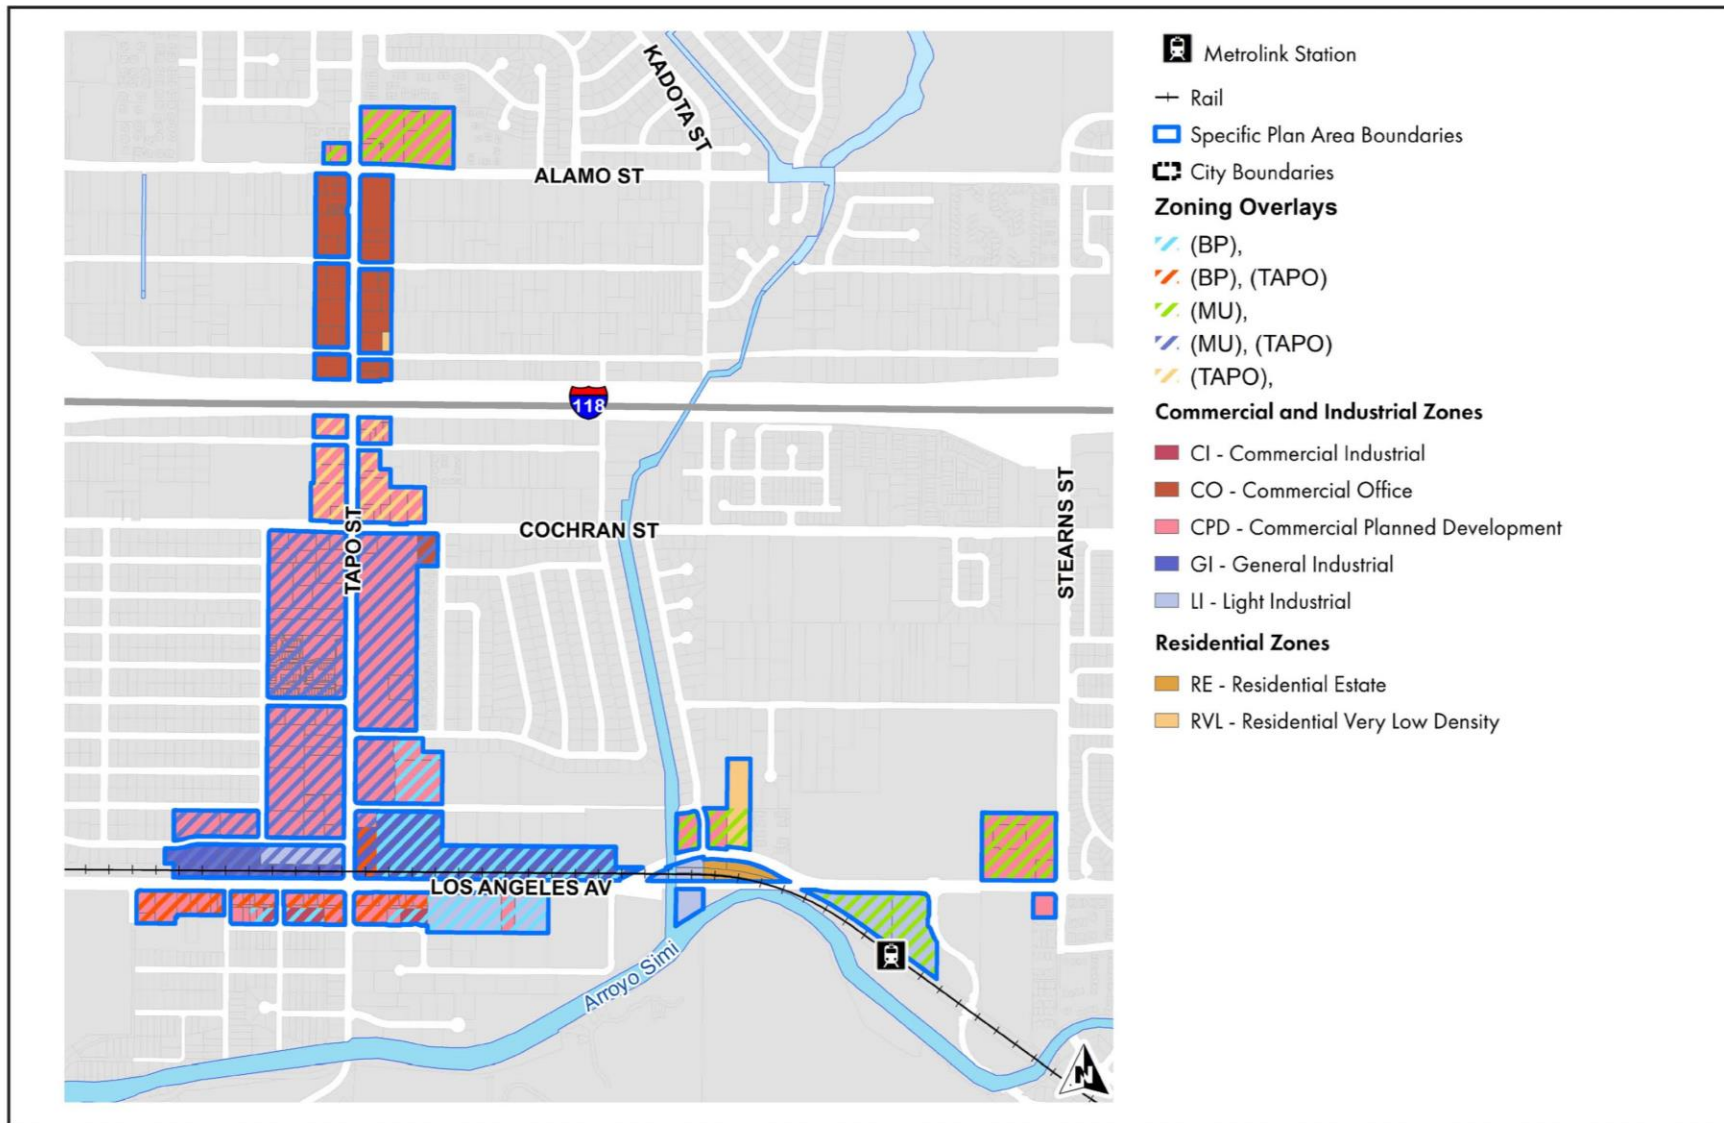 KADOTA ST
ALAMO ST
118
COCHRAN ST
TAPO ST
STEARNS ST
LOS ANGELES AV
Arroyo Simi
N
Metrolink Station
Rail
Specific Plan Area Boundaries
City Boundaries
Zoning Overlays
(BP),
(BP), (TAPO)
(MU),
(MU), (TAPO)
(TAPO),
Commercial and Industrial Zones
CI - Commercial Industrial
CO - Commercial Office
CPD - Commercial Planned Development
GI - General Industrial
LI - Light Industrial
Residential Zones
RE - Residential Estate
RVL - Residential Very Low Density